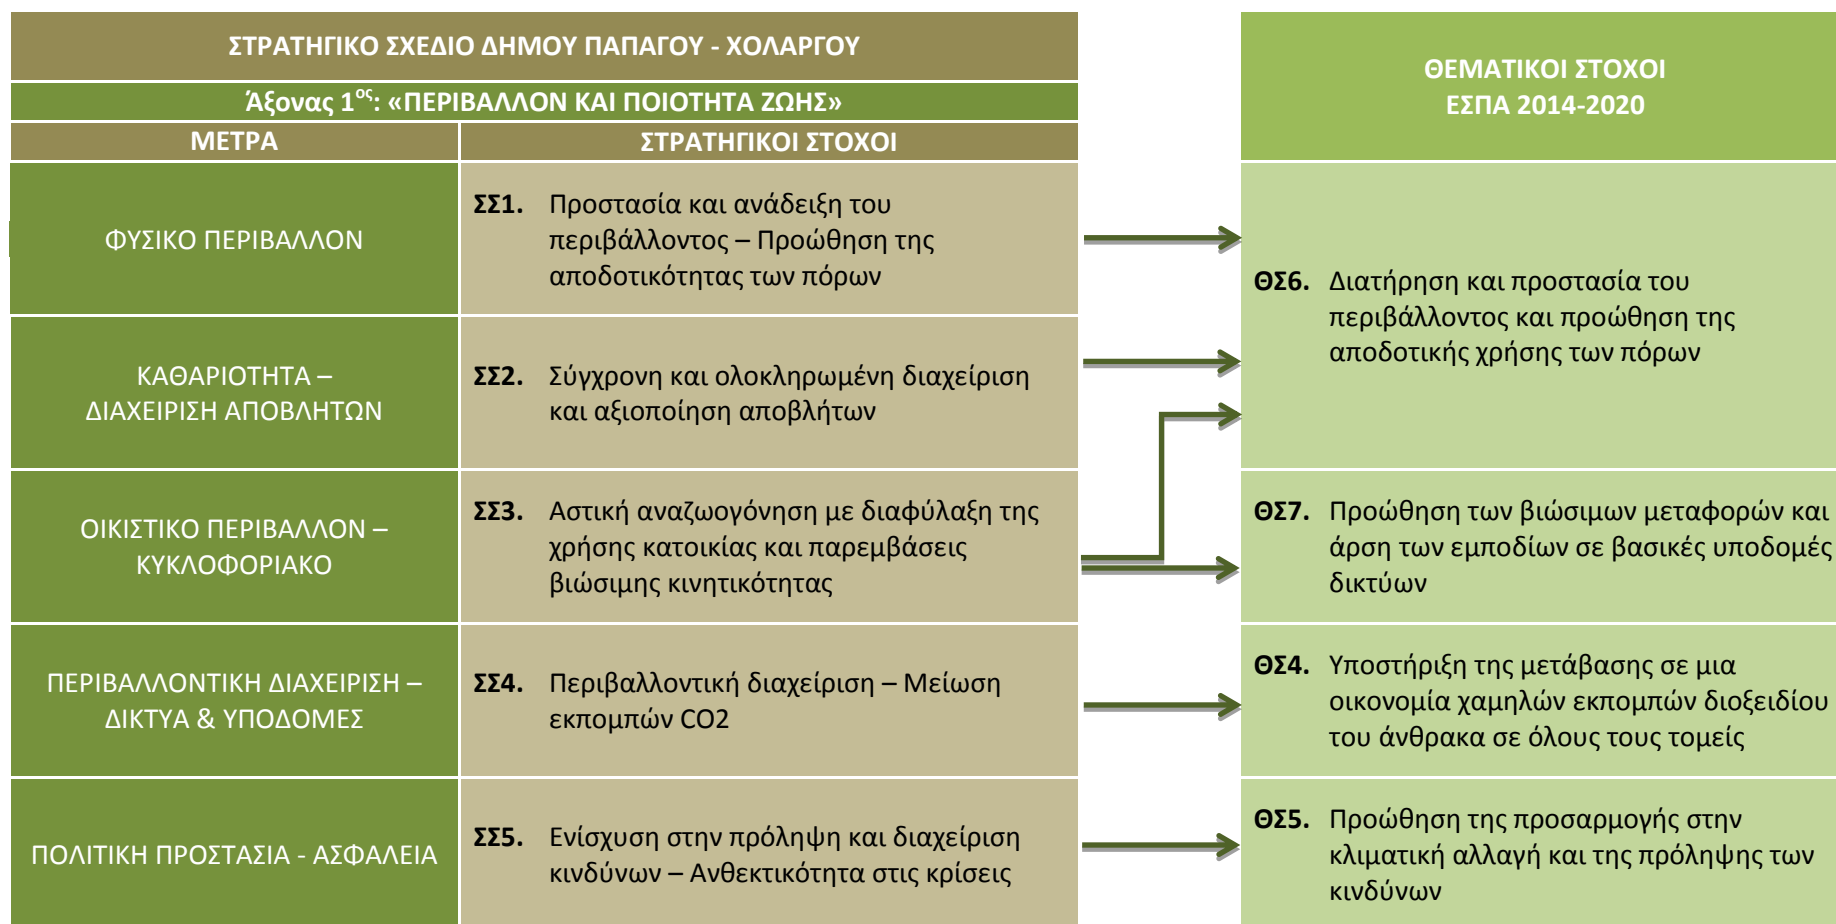 ΣΤΡΑΤΗΓΙΚΟ ΣΧΕΔΙΟ ΔΗΜΟΥ ΠΑΠΑΓΟΥ - ΧΟΛΑΡΓΟΥ
Άξονας 1ος: «ΠΕΡΙΒΑΛΛΟΝ ΚΑΙ ΠΟΙΟΤΗΤΑ ΖΩΗΣ»
ΜΕΤΡΑ
ΣΤΡΑΤΗΓΙΚΟΙ ΣΤΟΧΟΙ
ΘΕΜΑΤΙΚΟΙ ΣΤΟΧΟΙ
ΕΣΠΑ 2014-2020
ΦΥΣΙΚΟ ΠΕΡΙΒΑΛΛΟΝ
ΣΣ1. Προστασία και ανάδειξη του
περιβάλλοντος – Προώθηση της
αποδοτικότητας των πόρων
ΚΑΘΑΡΙΟΤΗΤΑ –
ΔΙΑΧΕΙΡΙΣΗ ΑΠΟΒΛΗΤΩΝ
ΣΣ2. Σύγχρονη και ολοκληρωμένη διαχείριση
και αξιοποίηση αποβλήτων
ΘΣ6. Διατήρηση και προστασία του
περιβάλλοντος και προώθηση της
αποδοτικής χρήσης των πόρων
ΟΙΚΙΣΤΙΚΟ ΠΕΡΙΒΑΛΛΟΝ –
ΚΥΚΛΟΦΟΡΙΑΚΟ
ΣΣ3. Αστική αναζωογόνηση με διαφύλαξη της
χρήσης κατοικίας και παρεμβάσεις
βιώσιμης κινητικότητας
ΘΣ7. Προώθηση των βιώσιμων μεταφορών και
άρση των εμποδίων σε βασικές υποδομές
δικτύων
ΠΕΡΙΒΑΛΛΟΝΤΙΚΗ ΔΙΑΧΕΙΡΙΣΗ –
ΔΙΚΤΥΑ & ΥΠΟΔΟΜΕΣ
ΣΣ4. Περιβαλλοντική διαχείριση – Μείωση
εκπομπών CO2
ΘΣ4. Υποστήριξη της μετάβασης σε μια
οικονομία χαμηλών εκπομπών διοξειδίου
του άνθρακα σε όλους τους τομείς
ΠΟΛΙΤΙΚΗ ΠΡΟΣΤΑΣΙΑ - ΑΣΦΑΛΕΙΑ
ΣΣ5. Ενίσχυση στην πρόληψη και διαχείριση
κινδύνων – Ανθεκτικότητα στις κρίσεις
ΘΣ5. Προώθηση της προσαρμογής στην
κλιματική αλλαγή και της πρόληψης των
κινδύνων